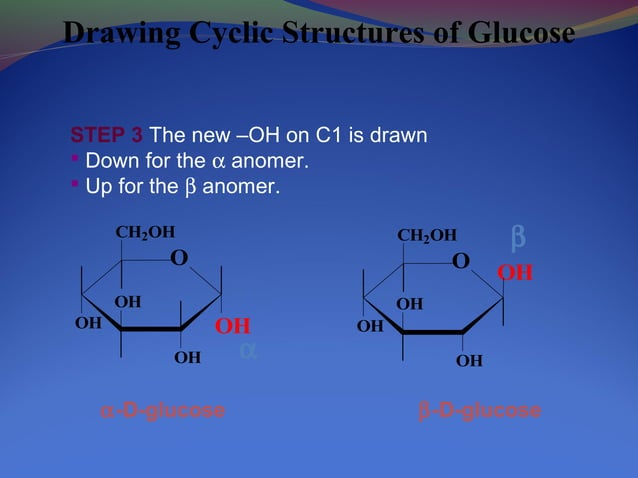 Drawing Cyclic Structures of Glucose
STEP 3 The new –OH on C1 is drawn
▪ Down for the α anomer.
▪ Up for the β anomer.
CH₂OH
O
OH
OH
OH
OH
α
α-D-glucose
CH₂OH
β
O
OH
OH
OH
OH
β-D-glucose